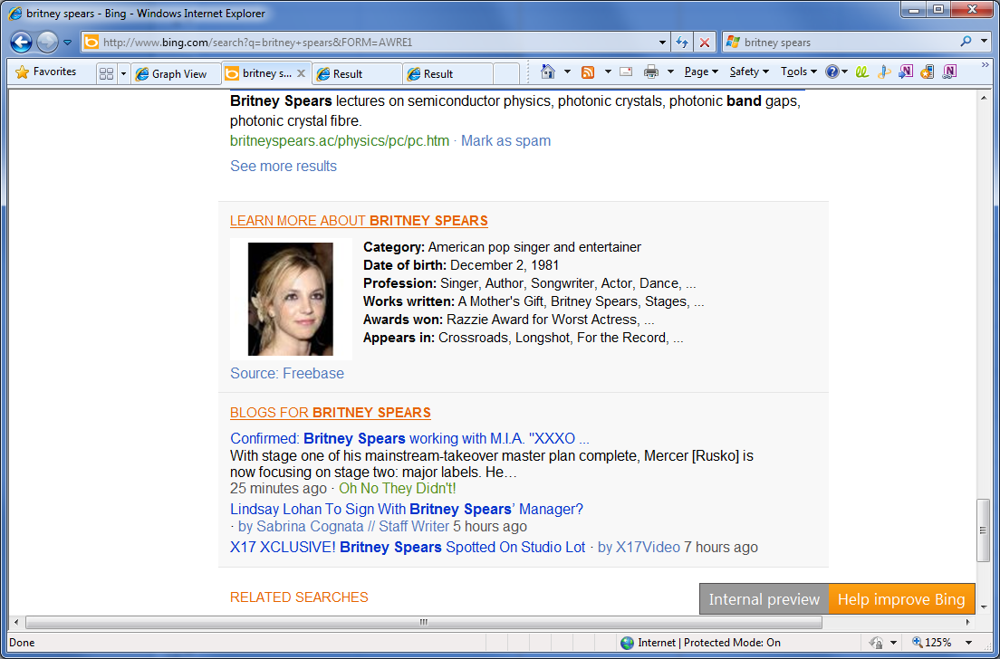 britney spears - Bing - Windows Internet Explorer
http://www.bing.com/search?q=britney+spears&FORM=AWRE1
britney spears
Favorites
Graph View
britney s...
Result
Result
Page
Safety
Tools
Britney Spears lectures on semiconductor physics, photonic crystals, photonic band gaps,
photonic crystal fibre.
britneyspears.ac/physics/pc/pc.htm · Mark as spam
See more results
LEARN MORE ABOUT BRITNEY SPEARS
Category: American pop singer and entertainer
Date of birth: December 2, 1981
Profession: Singer, Author, Songwriter, Actor, Dance, ...
Works written: A Mother's Gift, Britney Spears, Stages, ...
Awards won: Razzie Award for Worst Actress, ...
Appears in: Crossroads, Longshot, For the Record, ...
Source: Freebase
BLOGS FOR BRITNEY SPEARS
Confirmed: Britney Spears working with M.I.A. "XXXO ...
With stage one of his mainstream-takeover master plan complete, Mercer [Rusko] is
now focusing on stage two: major labels. He…
25 minutes ago · Oh No They Didn't!
Lindsay Lohan To Sign With Britney Spears’ Manager?
· by Sabrina Cognata // Staff Writer 5 hours ago
X17 XCLUSIVE! Britney Spears Spotted On Studio Lot · by X17Video 7 hours ago
RELATED SEARCHES
Internal preview
Help improve Bing
Done
Internet | Protected Mode: On
125%